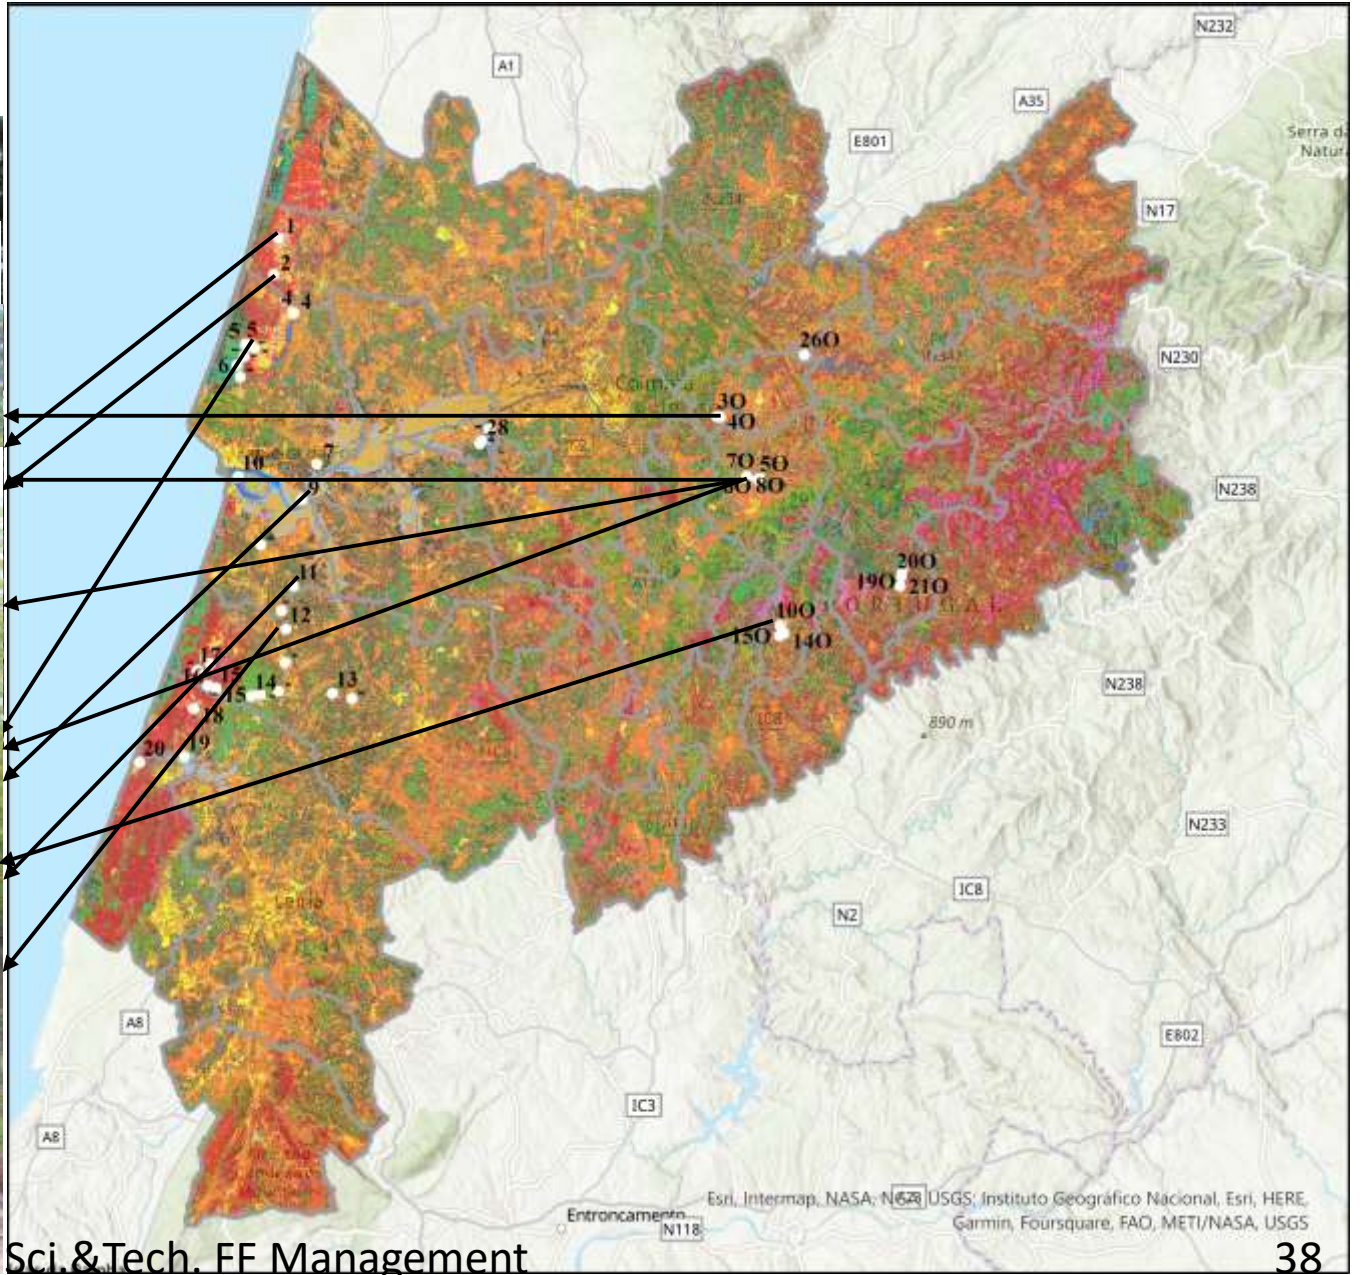 N232
A1
A35
E801
Serra da
Natur
N17
N234
1
2
4 4
5 5
6
26O
N230
Coimbra
3O
4O
28
7
10
9
7O 5O
6O 8O
N238
11
12
20O
19O 21O
PORTUGAL
10O
15O 14O
17
15
14
13
18
N238
IC8
890 m
19
20
N233
IC8
N2
Leiria
A8
E802
IC3
A8
Esri, Intermap, NASA, NGA, USGS; Instituto Geográfico Nacional, Esri, HERE,
Garmin, Foursquare, FAO, METI/NASA, USGS
Entroncamento
N118
Sci.&Tech. FF Management
38